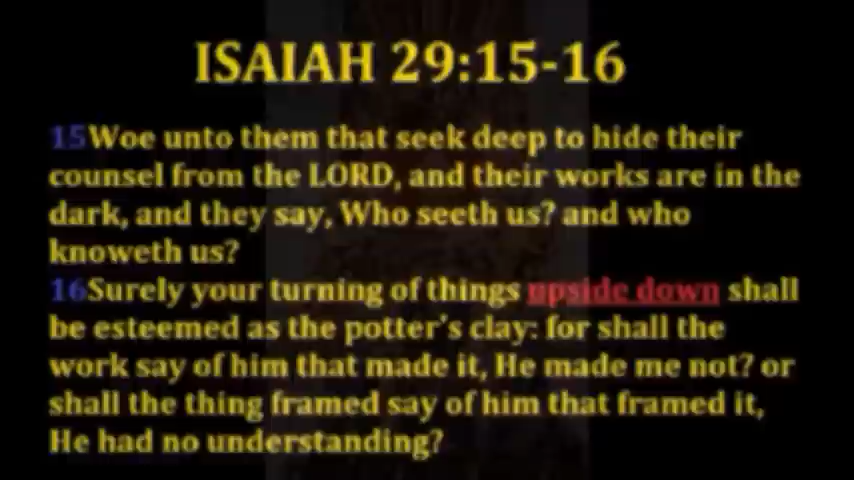 ISAIAH 29:15-16
15Woe unto them that seek deep to hide their
counsel from the LORD, and their works are in the
dark, and they say, Who seeth us? and who
knoweth us?
16Surely your turning of things upside down shall
be esteemed as the potter's clay: for shall the
work say of him that made it, He made me not? or
shall the thing framed say of him that framed it,
He had no understanding?